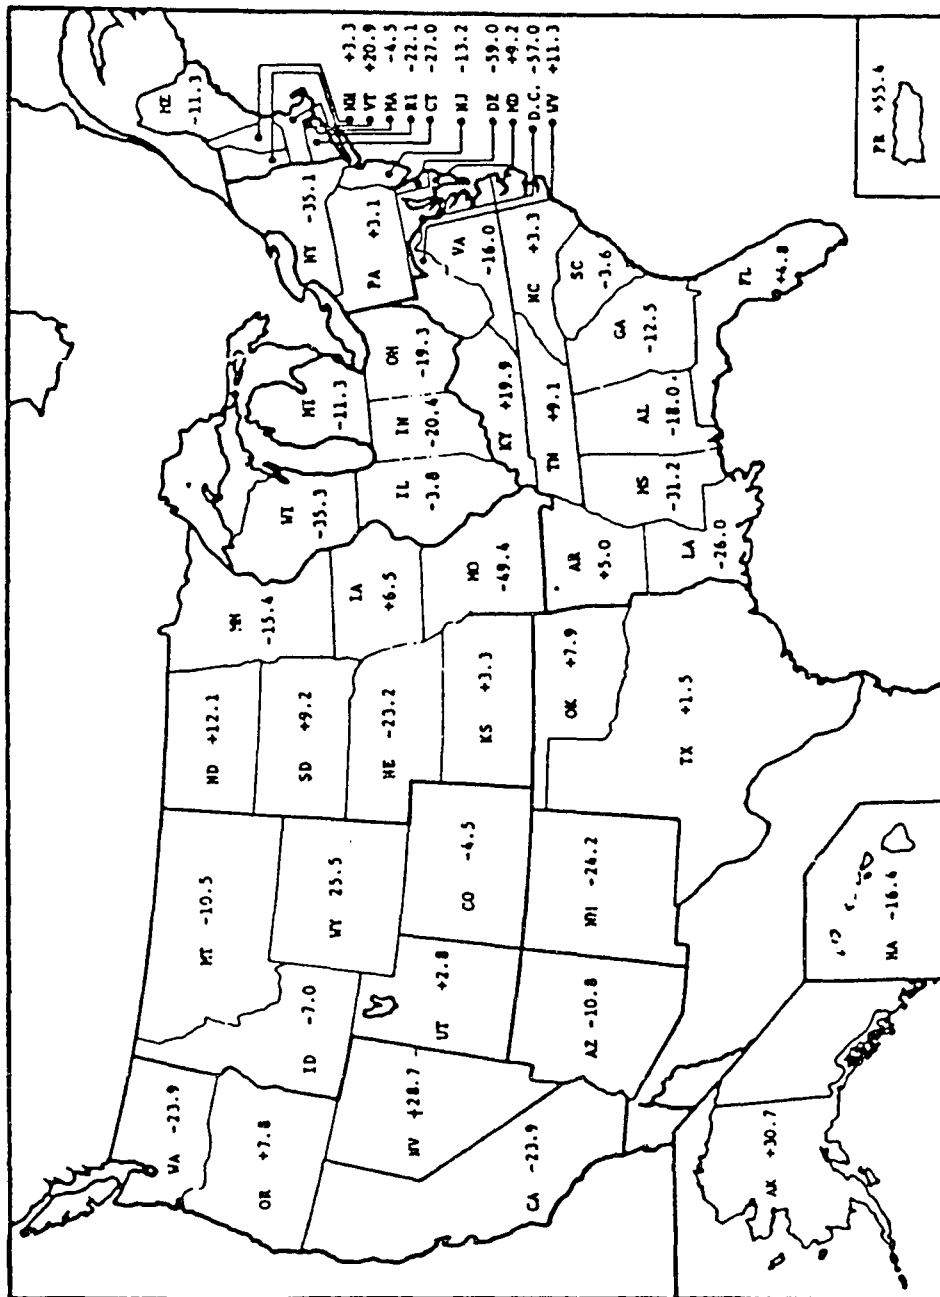 WA -23.9
OR +7.8
CA -23.9
NV +28.7
ID -7.0
MT -10.5
WY 25.5
UT +2.8
AZ -10.8
CO -4.5
NM -24.2
ND +12.1
SD +9.2
NE -23.2
KS +3.3
OK +7.9
TX +1.5
MN
-15.4
IA
+6.5
MO
-49.4
AR
+5.0
LA
-26.0
WI
-35.3
IL
-3.8
MI
-11.3
IN
-20.4
OH
-19.3
KY +19.9
TN +9.1
MS
-31.2
AL
-18.0
GA
-12.5
FL
+4.8
SC
-3.6
NC +3.3
VA
-16.0
PA +3.1
NY -35.1
ME
-11.3
NH +3.3
VT +20.9
MA -4.5
RI -22.1
CT -27.0
NJ -13.2
DE -59.0
MD +9.2
D.C. -57.0
WV +11.3
AK +30.7
HA -16.4
PR +55.4